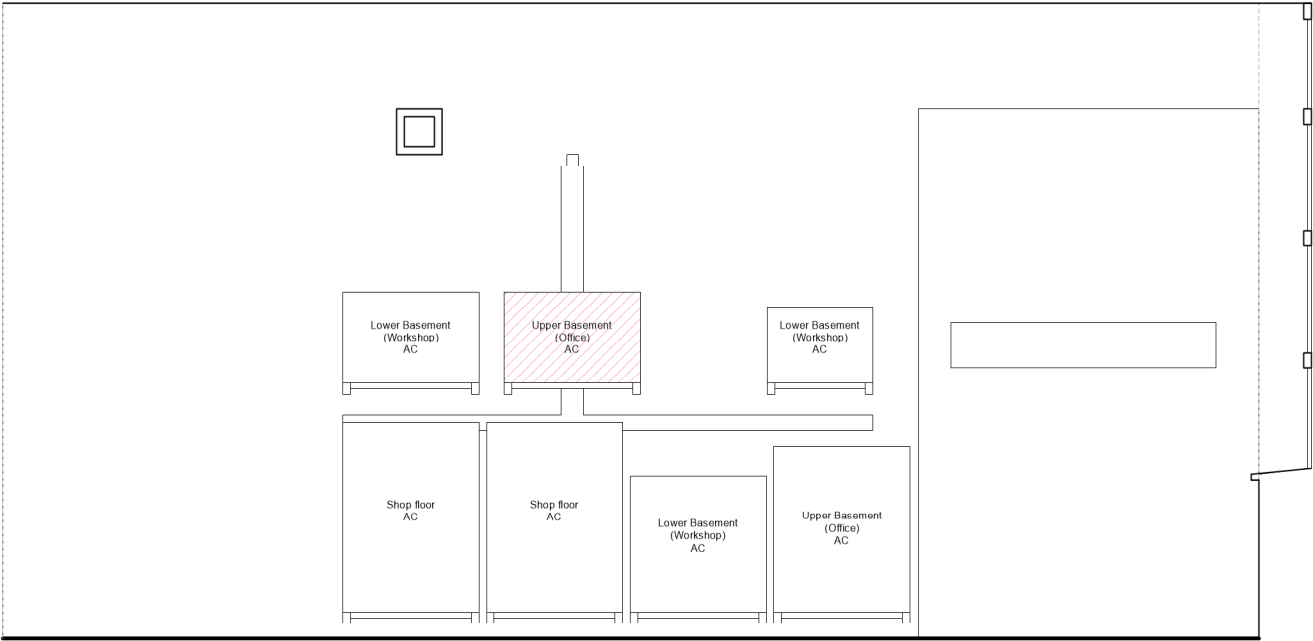 Lower Basement
(Workshop)
AC
Upper Basement
(Office)
AC
Lower Basement
(Workshop)
AC
Shop floor
AC
Shop floor
AC
Lower Basement
(Workshop)
AC
Upper Basement
(Office)
AC